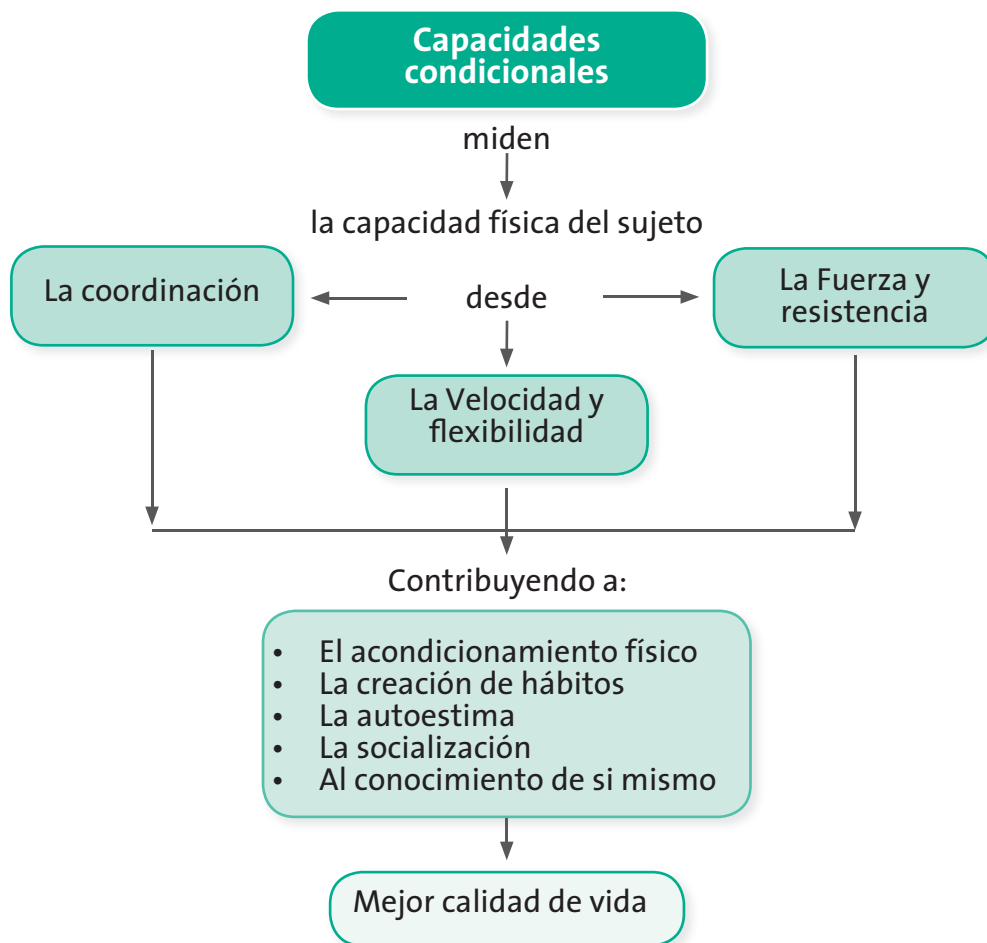 Capacidades
condicionales
miden
la capacidad física del sujeto
La coordinación
desde
La Fuerza y
resistencia
La Velocidad y
flexibilidad
Contribuyendo a:
• El acondicionamiento físico
• La creación de hábitos
• La autoestima
• La socialización
• Al conocimiento de si mismo
Mejor calidad de vida